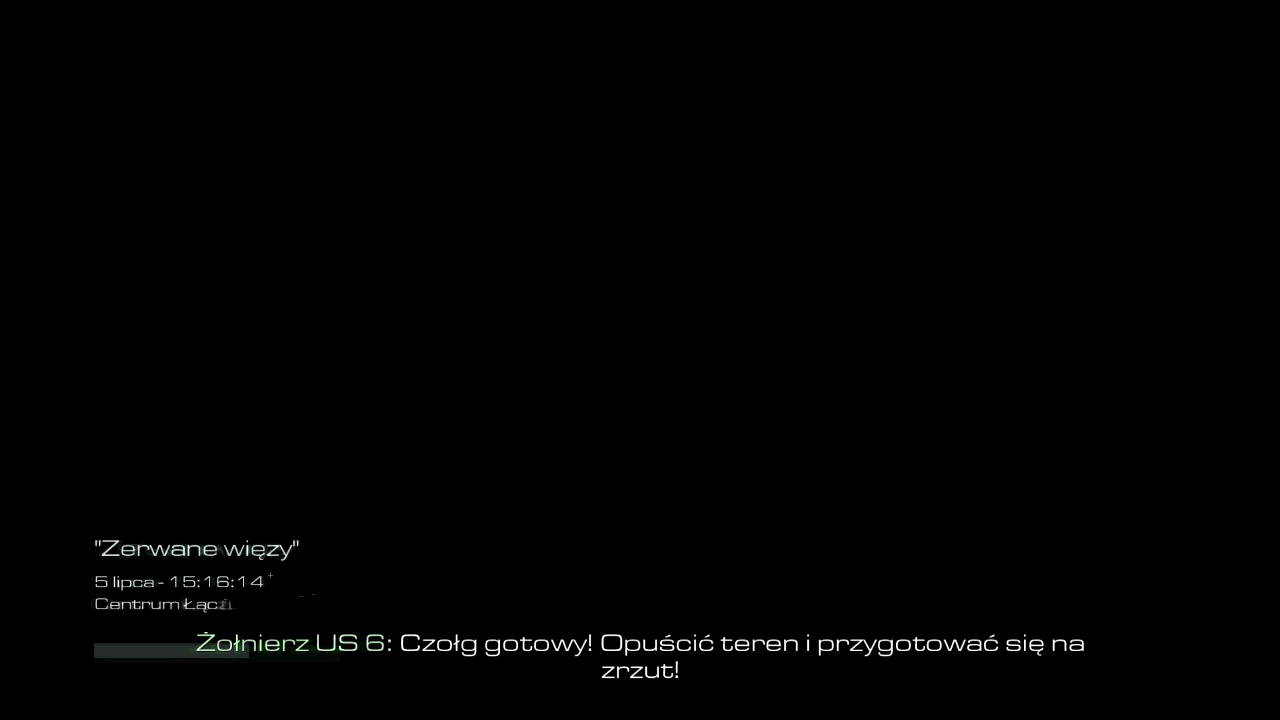 "Zerwane więzy"
5 lipca - 15:16:14
Centrum
Żołnierz US 6: Czołg gotowy! Opuścić teren i przygotować się na
zrzut!